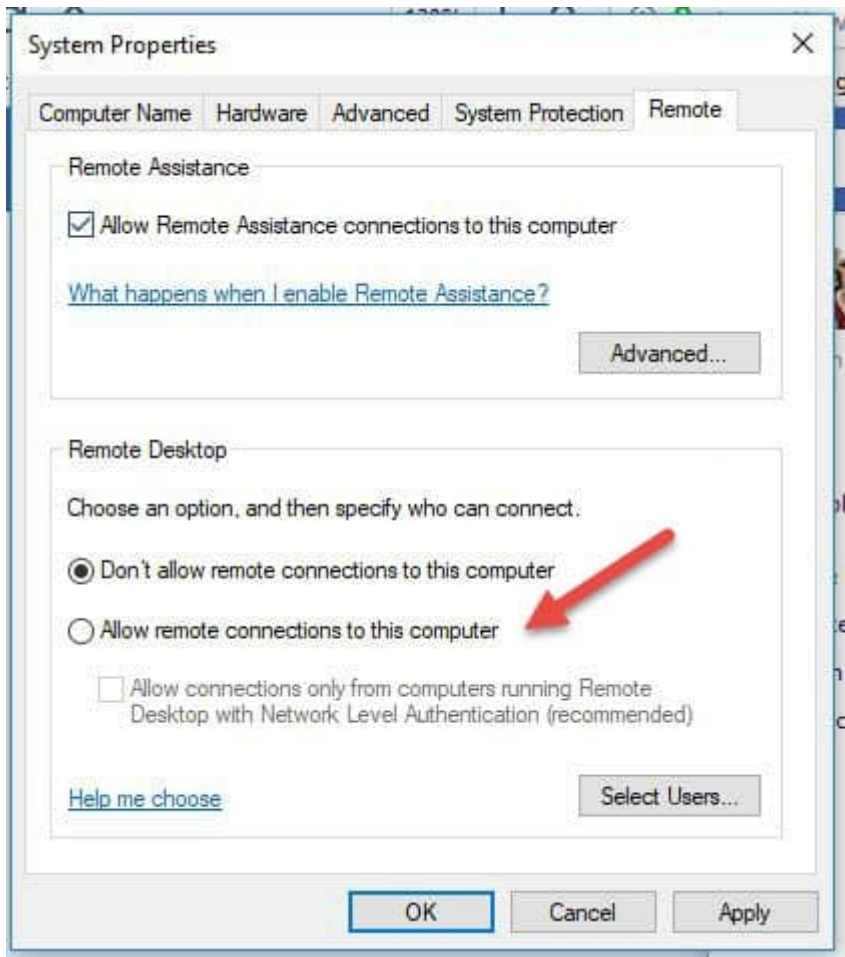 System Properties
Computer Name Hardware Advanced System Protection Remote
Remote Assistance
Allow Remote Assistance connections to this computer
What happens when I enable Remote Assistance?
Advanced...
Remote Desktop
Choose an option, and then specify who can connect.
Don't allow remote connections to this computer
Allow remote connections to this computer
Allow connections only from computers running Remote
Desktop with Network Level Authentication (recommended)
Help me choose
Select Users...
OK Cancel Apply